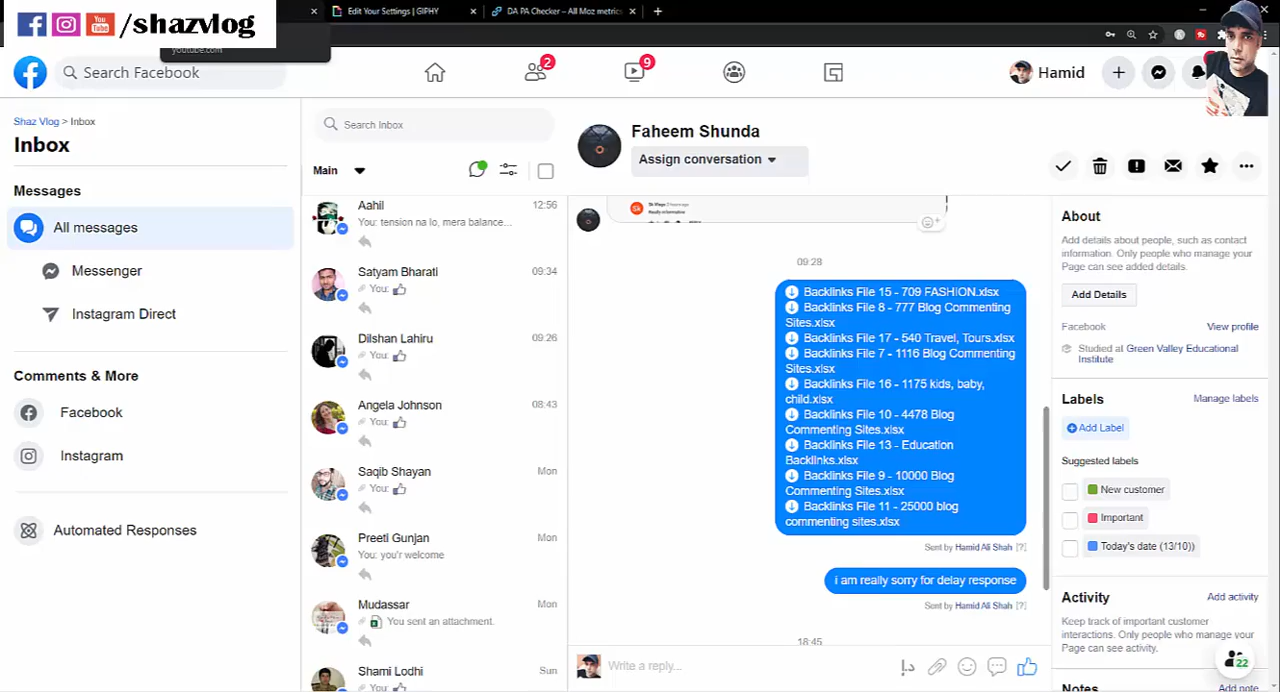 /shazvlog
Edit Your Settings | GIPHY
DA PA Checker – All Moz metrics
youtube.com
Search Facebook
2
9
Hamid
Shaz Vlog > Inbox
Inbox
Messages
All messages
Messenger
Instagram Direct
Comments & More
Facebook
Instagram
Automated Responses
Search Inbox
Main
Aahil
12:56
You: tension na lo, mera balance...
Satyam Bharati
09:34
You:
Dilshan Lahiru
09:26
You:
Angela Johnson
08:43
You:
Saqib Shayan
Mon
You:
Preeti Gunjan
Mon
You: you'r welcome
Mudassar
Mon
You sent an attachment.
Shami Lodhi
Sun
You:
Faheem Shunda
Assign conversation
09:28
Backlinks File 15 - 709 FASHION.xlsx
Backlinks File 8 - 777 Blog Commenting
Sites.xlsx
Backlinks File 17 - 540 Travel, Tours.xlsx
Backlinks File 7 - 1116 Blog Commenting
Sites.xlsx
Backlinks File 16 - 1175 kids, baby,
child.xlsx
Backlinks File 10 - 4478 Blog
Commenting Sites.xlsx
Backlinks File 13 - Education
Backlinks.xlsx
Backlinks File 9 - 10000 Blog
Commenting Sites.xlsx
Backlinks File 11 - 25000 blog
commenting sites.xlsx
Sent by Hamid Ali Shah [?]
i am really sorry for delay response
Sent by Hamid Ali Shah [?]
18:45
Write a reply...
About
Add details about people, such as contact
information. Only people who manage your
Page can see added details.
Add Details
Facebook
View profile
Studied at Green Valley Educational
Institute
Labels
Manage labels
Add Label
Suggested labels
New customer
Important
Today's date (13/10))
Activity
Add activity
Keep track of important customer
interactions. Only people who manage your
Page can see activity.
22
Notes
Add note